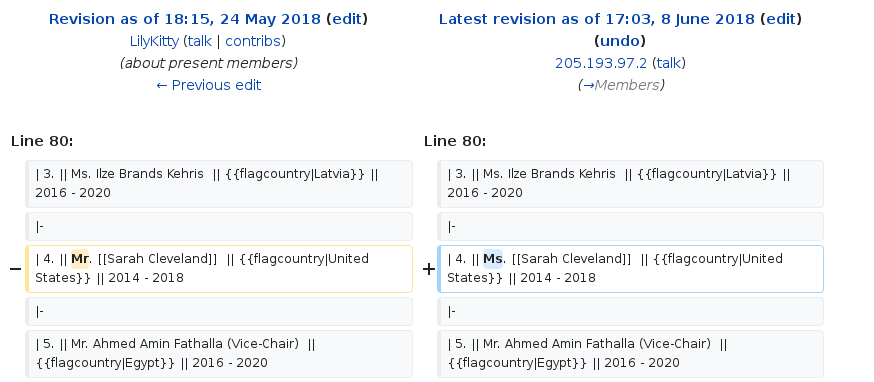 Revision as of 18:15, 24 May 2018 (edit)
LilyKitty (talk | contribs)
(about present members)
← Previous edit
Latest revision as of 17:03, 8 June 2018 (edit)
(undo)
205.193.97.2 (talk)
(→Members)
Line 80:
Line 80:
| 3. || Ms. Ilze Brands Kehris || {{flagcountry|Latvia}} ||
2016 - 2020
| 3. || Ms. Ilze Brands Kehris || {{flagcountry|Latvia}} ||
2016 - 2020
|-
|-
− | 4. || Mr. [[Sarah Cleveland]] || {{flagcountry|United
States}} || 2014 - 2018
+ | 4. || Ms. [[Sarah Cleveland]] || {{flagcountry|United
States}} || 2014 - 2018
|-
|-
| 5. || Mr. Ahmed Amin Fathalla (Vice-Chair) ||
{{flagcountry|Egypt}} || 2016 - 2020
| 5. || Mr. Ahmed Amin Fathalla (Vice-Chair) ||
{{flagcountry|Egypt}} || 2016 - 2020